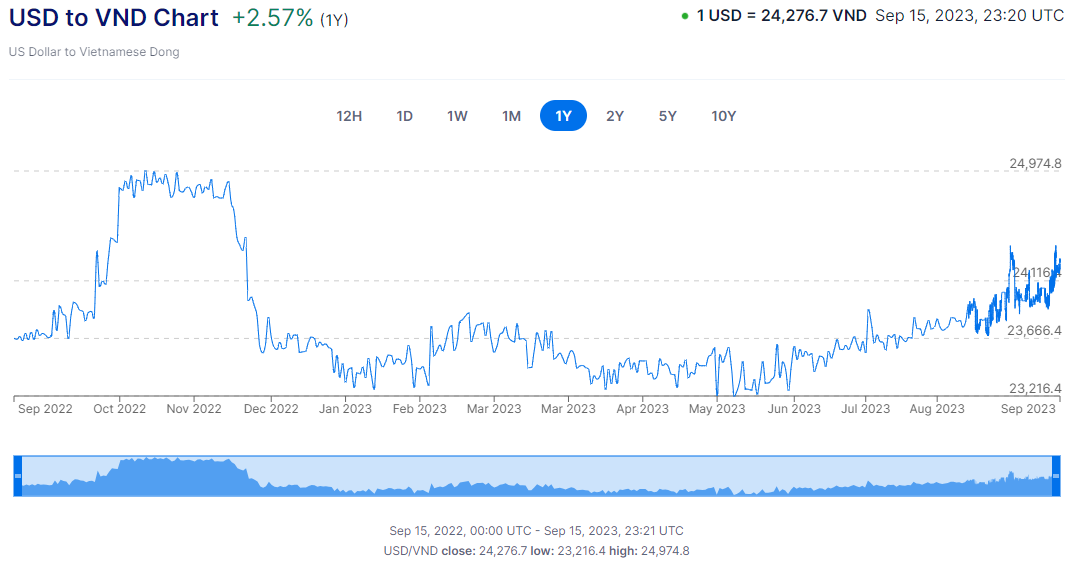 USD to VND Chart +2.57% (1Y)
1 USD = 24,276.7 VND Sep 15, 2023, 23:20 UTC
US Dollar to Vietnamese Dong
12H 1D 1W 1M 1Y 2Y 5Y 10Y
24,974.8
24,116.4
23,666.4
23,216.4
Sep 2022 Oct 2022 Nov 2022 Dec 2022 Jan 2023 Feb 2023 Mar 2023 Mar 2023 Apr 2023 May 2023 Jun 2023 Jul 2023 Aug 2023 Sep 2023
Sep 15, 2022, 00:00 UTC - Sep 15, 2023, 23:21 UTC
USD/VND close: 24,276.7 low: 23,216.4 high: 24,974.8